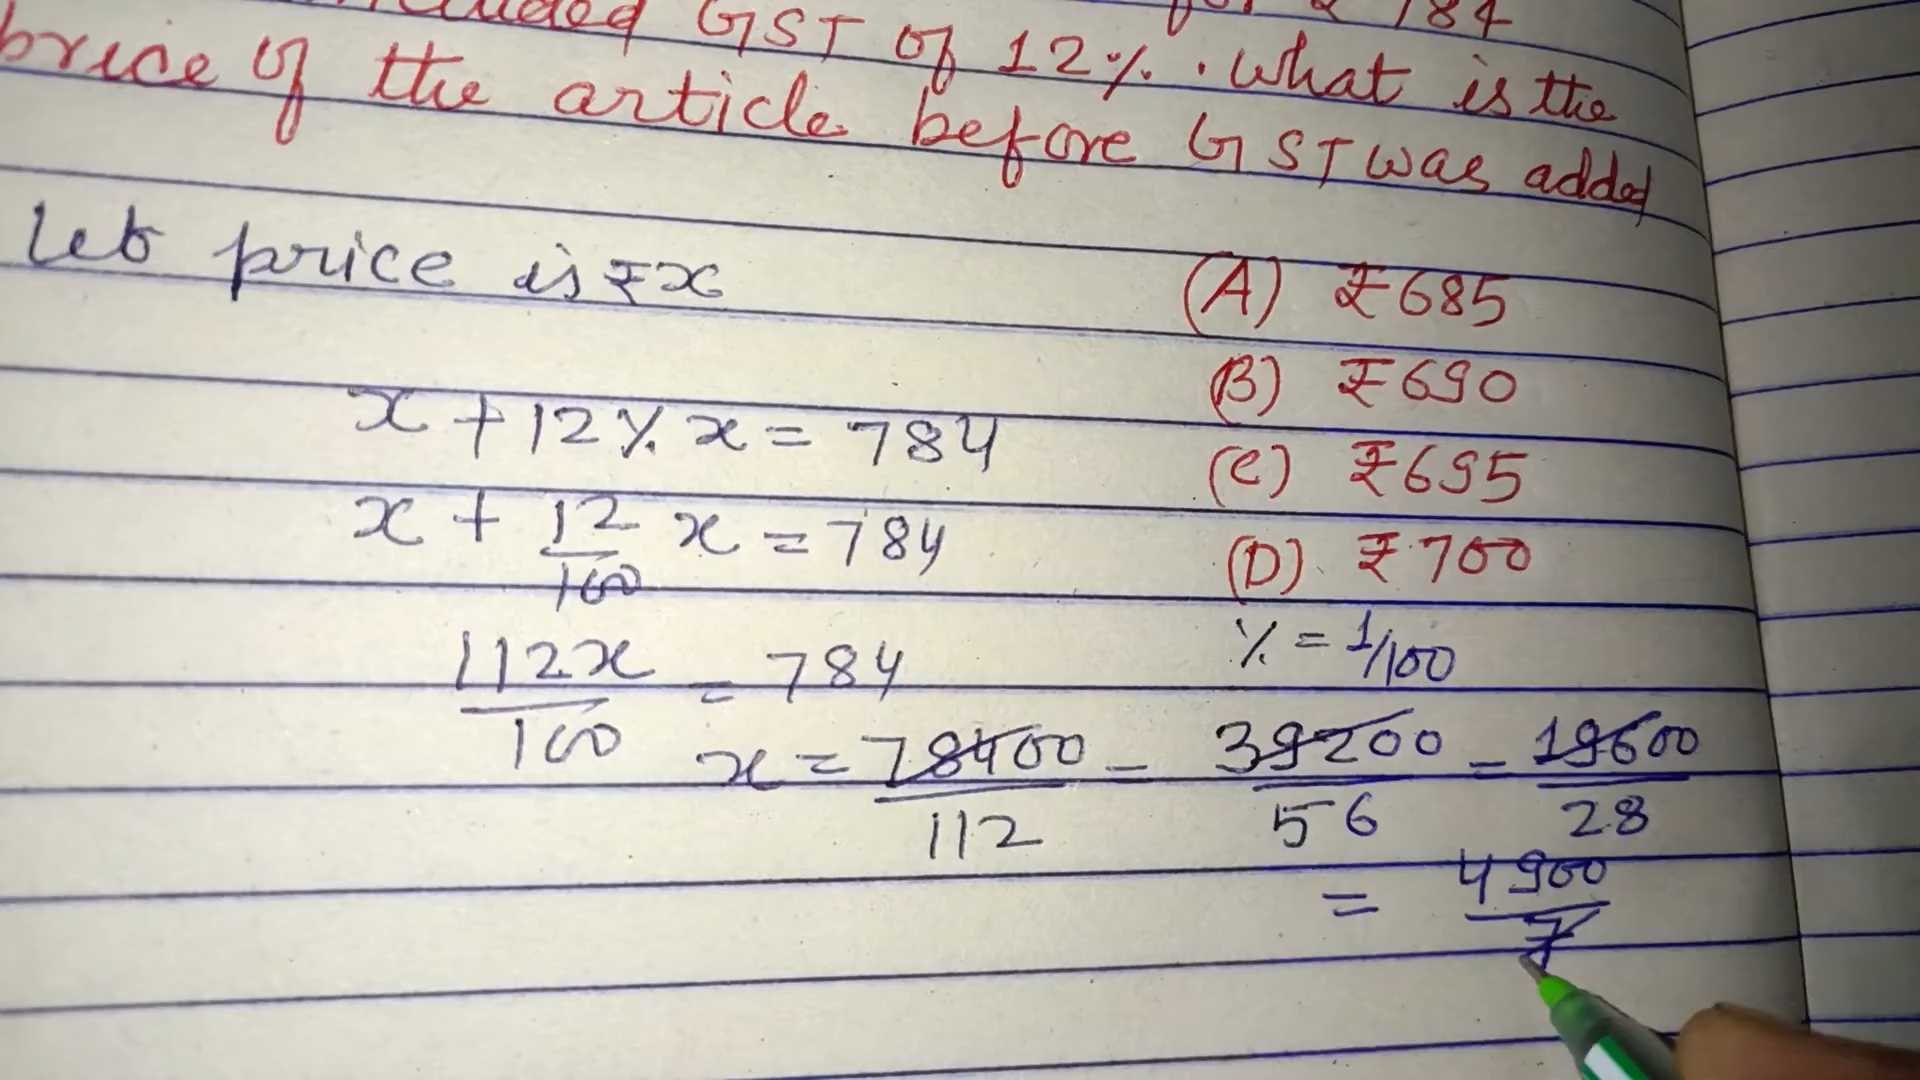 included GST of 12%. What is the
price of the article before GST was added
Let price is ₹x
(A) ₹685
(B) ₹690
(C) ₹695
(D) ₹700
x + 12% x = 784
x + 12/100 x = 784
112x/100 = 784
% = 1/100
x = 78400/112 = 39200/56 = 19600/28
= 4900/7